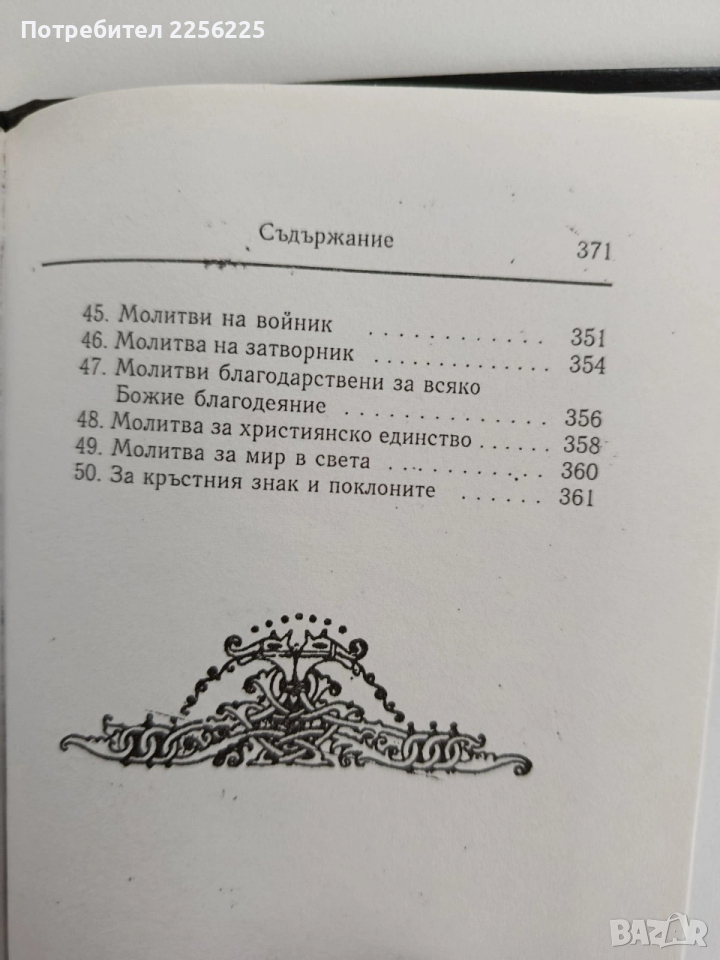 Потребител 2256225
Съдържание 371
45. Молитви на войник . . . . . . . . . . . . 351
46. Молитва на затворник . . . . . . . . . . . . 354
47. Молитви благодарствени за всяко
Божие благодеяние . . . . . . . . . . . . . 356
48. Молитва за християнско единство . . . . . . 358
49. Молитва за мир в света . . . . . . . . . . 360
50. За кръстния знак и поклоните . . . . . . 361
BAZAR